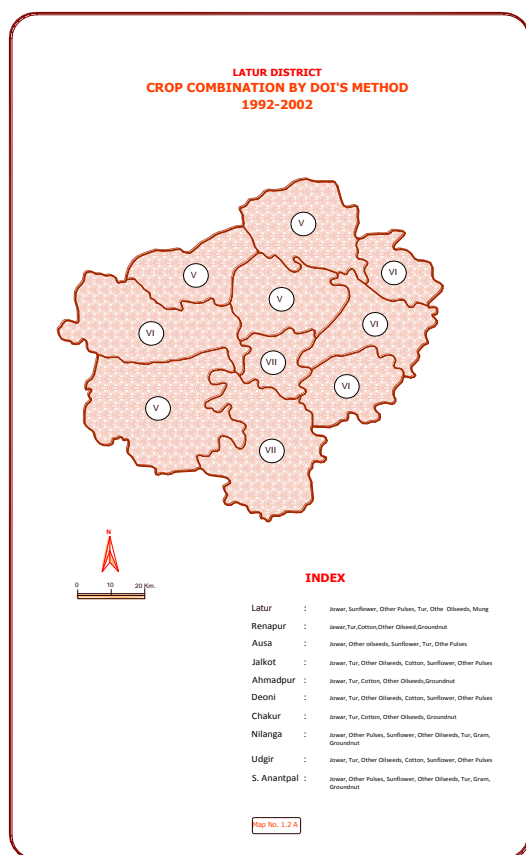 LATUR DISTRICT
CROP COMBINATION BY DOI'S METHOD
1992-2002
V
V
VI
V
VI
VI
VII
VI
V
VII
N
0 10 20 Km.
INDEX
Latur : Jowar, Sunflower, Other Pulses, Tur, Othe Oilseeds, Mung
Renapur : Jawar,Tur,Cotton,Other Oilseed,Groundnut
Ausa : Jowar, Other oilseeds, Sunflower, Tur, Othe Pulses
Jalkot : Jowar, Tur, Other Oilseeds, Cotton, Sunflower, Other Pulses
Ahmadpur : Jowar, Tur, Cotton, Other Oilseeds,Groundnut
Deoni : Jowar, Tur, Other Oilseeds, Cotton, Sunflower, Other Pulses
Chakur : Jowar, Tur, Cotton, Other Oilseeds, Groundnut
Nilanga : Jowar, Other Pulses, Sunflower, Other Oilseeds, Tur, Gram,
Groundnut
Udgir : Jowar, Tur, Other Oilseeds, Cotton, Sunflower, Other Pulses
S. Anantpal : Jowar, Other Pulses, Sunflower, Other Oilseeds, Tur, Gram,
Groundnut
Map No. 1.2 A